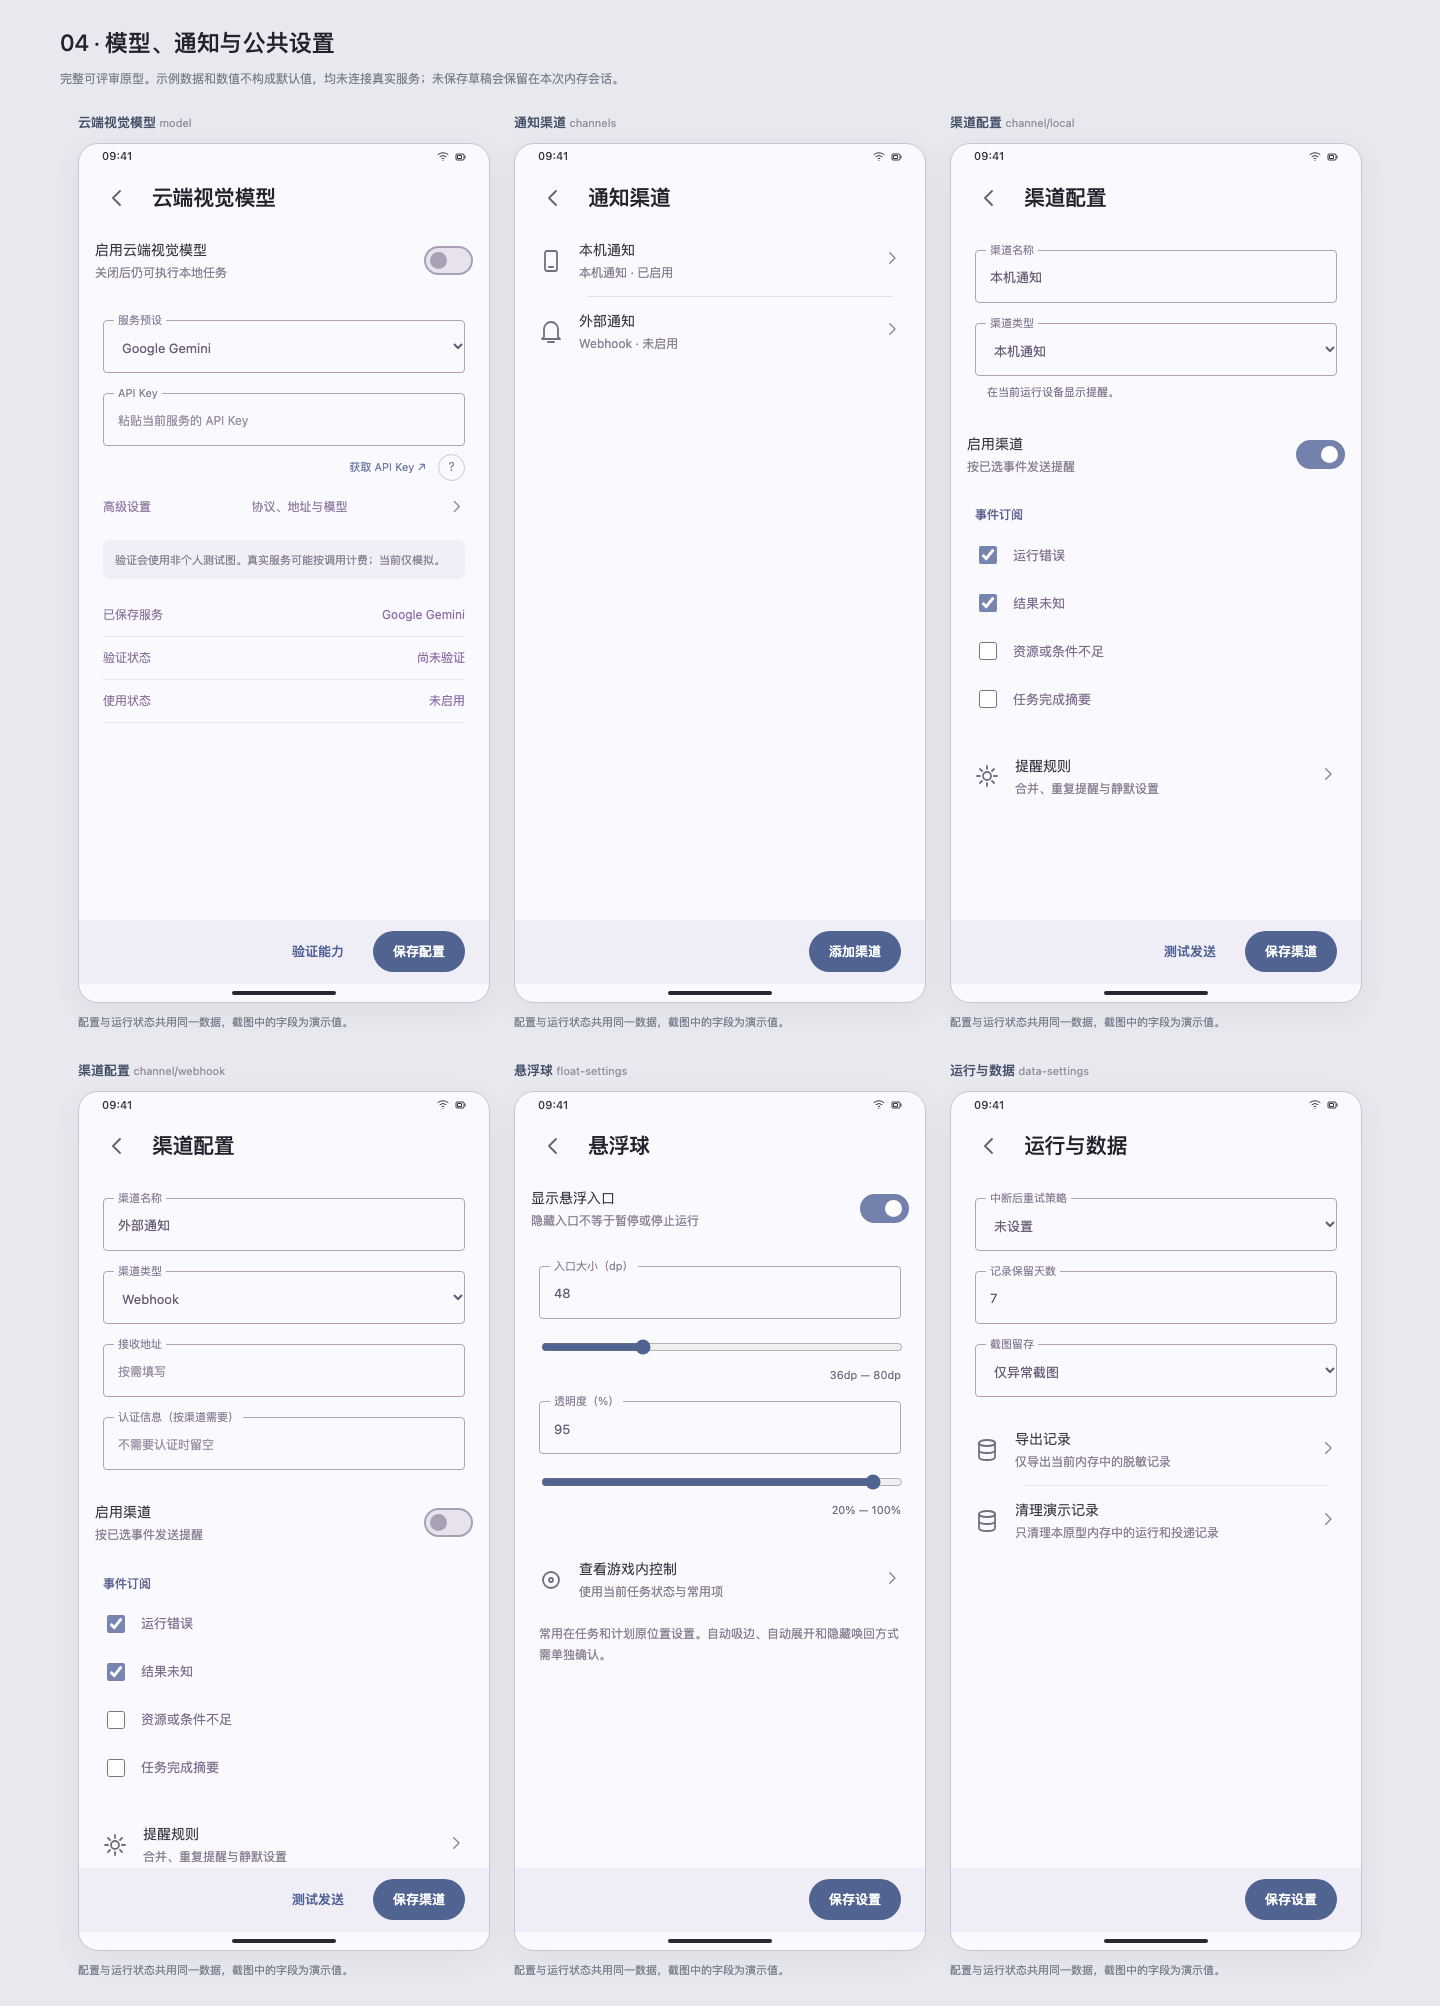 04 · 模型、通知与公共设置
完整可评审原型。示例数据和数值不构成默认值，均未连接真实服务；未保存草稿会保留在本次内存会话。
云端视觉模型 model
09:41
云端视觉模型
启用云端视觉模型
关闭后仍可执行本地任务
服务预设
Google Gemini
API Key
粘贴当前服务的 API Key
获取 API Key ↗ ?
高级设置 协议、地址与模型
验证会使用非个人测试图。真实服务可能按调用计费；当前仅模拟。
已保存服务 Google Gemini
验证状态 尚未验证
使用状态 未启用
验证能力 保存配置
配置与运行状态共用同一数据，截图中的字段为演示值。
通知渠道 channels
09:41
通知渠道
本机通知
本机通知 · 已启用
外部通知
Webhook · 未启用
添加渠道
配置与运行状态共用同一数据，截图中的字段为演示值。
渠道配置 channel/local
09:41
渠道配置
渠道名称
本机通知
渠道类型
本机通知
在当前运行设备显示提醒。
启用渠道
按已选事件发送提醒
事件订阅
运行错误
结果未知
资源或条件不足
任务完成摘要
提醒规则
合并、重复提醒与静默设置
测试发送 保存渠道
配置与运行状态共用同一数据，截图中的字段为演示值。
渠道配置 channel/webhook
09:41
渠道配置
渠道名称
外部通知
渠道类型
Webhook
接收地址
按需填写
认证信息（按渠道需要）
不需要认证时留空
启用渠道
按已选事件发送提醒
事件订阅
运行错误
结果未知
资源或条件不足
任务完成摘要
提醒规则
合并、重复提醒与静默设置
测试发送 保存渠道
配置与运行状态共用同一数据，截图中的字段为演示值。
悬浮球 float-settings
09:41
悬浮球
显示悬浮入口
隐藏入口不等于暂停或停止运行
入口大小（dp）
48
36dp — 80dp
透明度（%）
95
20% — 100%
查看游戏内控制
使用当前任务状态与常用项
常用在任务和计划原位置设置。自动吸边、自动展开和隐藏唤回方式
需单独确认。
保存设置
配置与运行状态共用同一数据，截图中的字段为演示值。
运行与数据 data-settings
09:41
运行与数据
中断后重试策略
未设置
记录保留天数
7
截图留存
仅异常截图
导出记录
仅导出当前内存中的脱敏记录
清理演示记录
只清理本原型内存中的运行和投递记录
保存设置
配置与运行状态共用同一数据，截图中的字段为演示值。